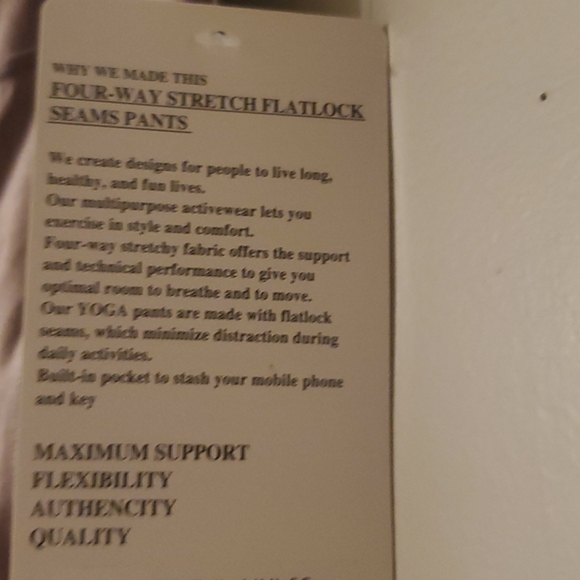 WHY WE MADE THIS
FOUR-WAY STRETCH FLATLOCK
SEAMS PANTS
We create designs for people to live long,
healthy, and fun lives.
Our multipurpose activewear lets you
exercise in style and comfort.
Four-way stretchy fabric offers the support
and technical performance to give you
optimal room to breathe and to move.
Our YOGA pants are made with flatlock
seams, which minimize distraction during
daily activities.
Built-in pocket to stash your mobile phone
and key
MAXIMUM SUPPORT
FLEXIBILITY
AUTHENCITY
QUALITY